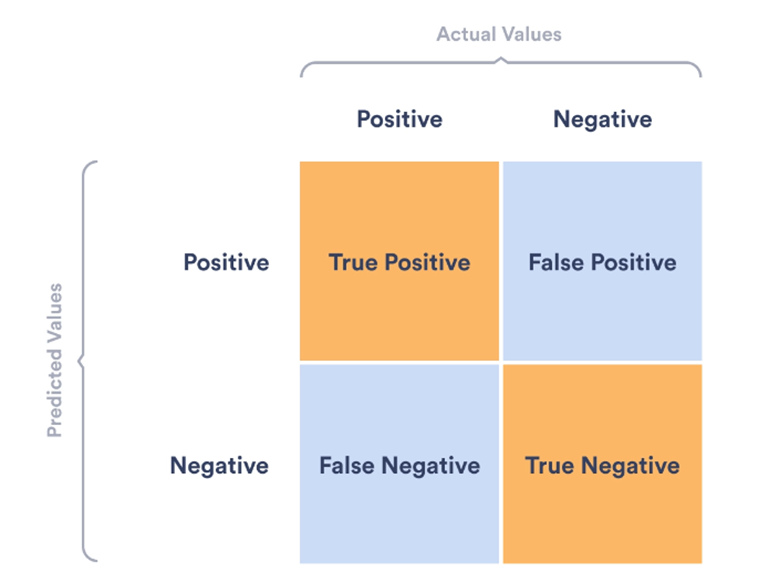 Actual Values
Positive Negative
Predicted Values
Positive True Positive False Positive
Negative False Negative True Negative